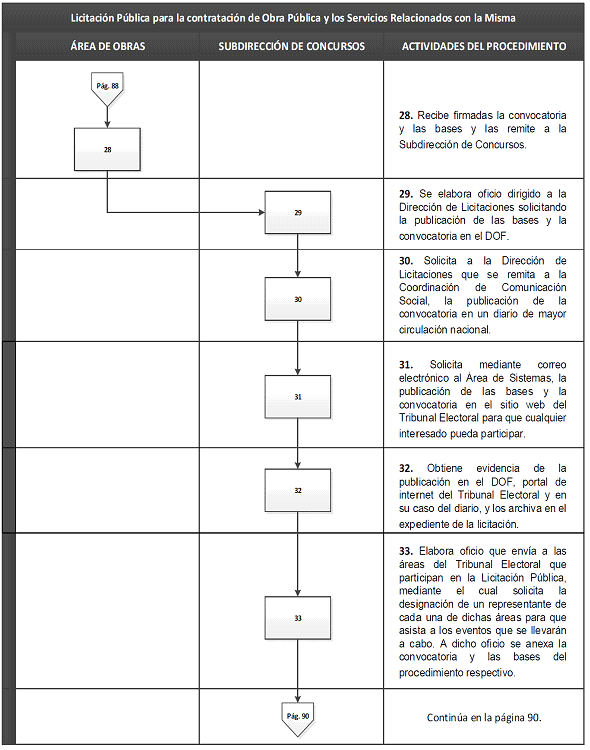 Licitación Pública para la contratación de Obra Pública y los Servicios Relacionados con la Misma
ÁREA DE OBRAS
SUBDIRECCIÓN DE CONCURSOS
ACTIVIDADES DEL PROCEDIMIENTO
Pág. 88
28
28. Recibe firmadas la convocatoria
y las bases y las remite a la
Subdirección de Concursos.
29
29. Se elabora oficio dirigido a la
Dirección de Licitaciones solicitando
la publicación de las bases y la
convocatoria en el DOF.
30
30. Solicita a la Dirección de
Licitaciones que se remita a la
Coordinación de Comunicación
Social, la publicación de la
convocatoria en un diario de mayor
circulación nacional.
31
31. Solicita mediante correo
electrónico al Área de Sistemas, la
publicación de las bases y la
convocatoria en el sitio web del
Tribunal Electoral para que cualquier
interesado pueda participar.
32
32. Obtiene evidencia de la
publicación en el DOF, portal de
internet del Tribunal Electoral y en
su caso del diario, y los archiva en el
expediente de la licitación.
33
33. Elabora oficio que envía a las
áreas del Tribunal Electoral que
participan en la Licitación Pública,
mediante el cual solicita la
designación de un representante de
cada una de dichas áreas para que
asista a los eventos que se llevarán
a cabo. A dicho oficio se anexa la
convocatoria y las bases del
procedimiento respectivo.
Pág. 90
Continúa en la página 90.